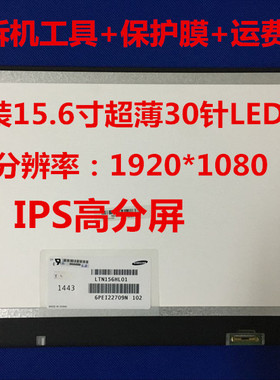 拆机工具+保护膜+运费
装15.6寸超薄30针LED
分辨率：1920*1080
IPS高分屏
SAMSUNG
LTN156HL01
1443
6PEI22709N 102